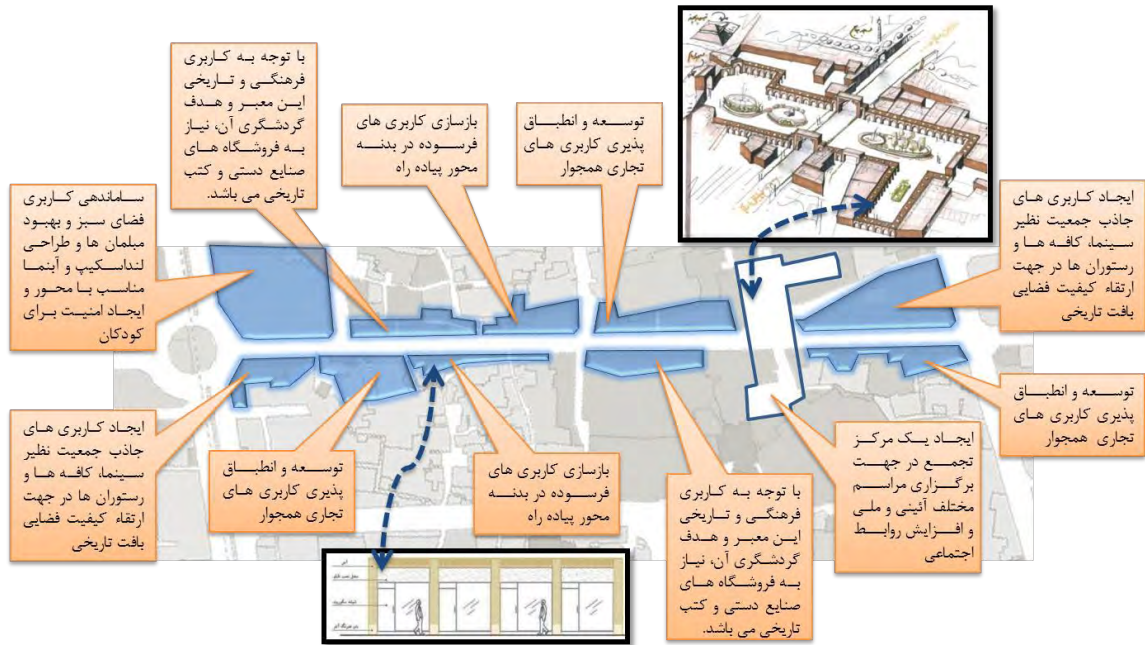 با توجه به کاربری
فرهنگی و تاریخی
این معبر و هدف
گردشگری آن، نیاز
به فروشگاه های
صنایع دستی و کتب
تاریخی می باشد.
بازسازی کاربری های
فرسوده در بدنه
محور پیاده راه
توسعه و انطباق
پذیری کاربری های
تجاری همجوار
ایجاد کاربری های
جاذب جمعیت نظیر
سینما، کافه ها و
رستوران ها در جهت
ارتقاء کیفیت فضایی
بافت تاریخی
ساماندهی کاربری
فضای سبز و بهبود
مبلمان ها و طراحی
لنداسکیپ و آبنما
مناسب با محور و
ایجاد امنیت برای
کودکان
توسعه و انطباق
پذیری کاربری های
تجاری همجوار
ایجاد یک مرکز
تجمع در جهت
برگزاری مراسم
مختلف آئینی و ملی
و افزایش روابط
اجتماعی
با توجه به کاربری
فرهنگی و تاریخی
این معبر و هدف
گردشگری آن، نیاز
به فروشگاه های
صنایع دستی و کتب
تاریخی می باشد.
بازسازی کاربری های
فرسوده در بدنه
محور پیاده راه
توسعه و انطباق
پذیری کاربری های
تجاری همجوار
ایجاد کاربری های
جاذب جمعیت نظیر
سینما، کافه ها و
رستوران ها در جهت
ارتقاء کیفیت فضایی
بافت تاریخی